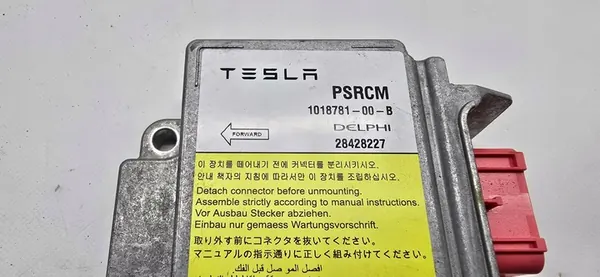 TESLA
PSRCM
1018781-00-B
FORWARD
DELPHI
28428227
이 장치를 떼어내기 전에 커넥터를 분리시키시오.
안내 책자의 지침에 따라서만 이 장치를 조립하십시오.
Detach connector before unmounting.
Assemble strictly according to manual instructions.
Vor Ausbau Stecker abziehen.
Einbau nur gemaess Wartungsvorschrift.
取り外す前にコネクタを抜いてください。
マニュアルの指示通りに正しく組み付けてください
افصل الموصل قبل الفك